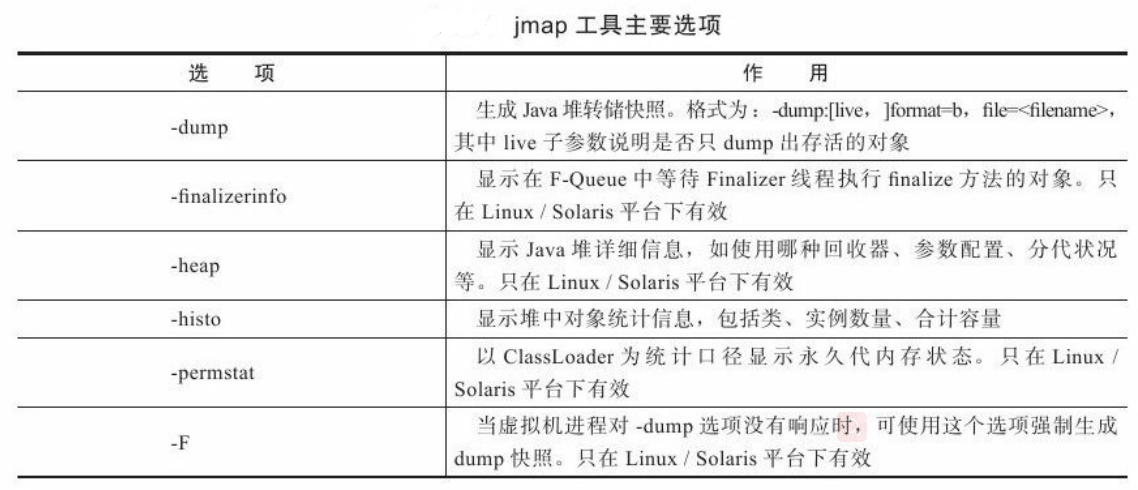 jmap 工具主要选项
选 项
作 用
-dump
生成 Java 堆转储快照。格式为：-dump:[live，]format=b，file=<filename>，
其中 live 子参数说明是否只 dump 出存活的对象
-finalizerinfo
显示在 F-Queue 中等待 Finalizer 线程执行 finalize 方法的对象。只
在 Linux / Solaris 平台下有效
-heap
显示 Java 堆详细信息，如使用哪种回收器、参数配置、分代状况
等。只在 Linux / Solaris 平台下有效
-histo
显示堆中对象统计信息，包括类、实例数量、合计容量
-permstat
以 ClassLoader 为统计口径显示永久代内存状态。只在 Linux /
Solaris 平台下有效
-F
当虚拟机进程对 -dump 选项没有响应时，可使用这个选项强制生成
dump 快照。只在 Linux / Solaris 平台下有效